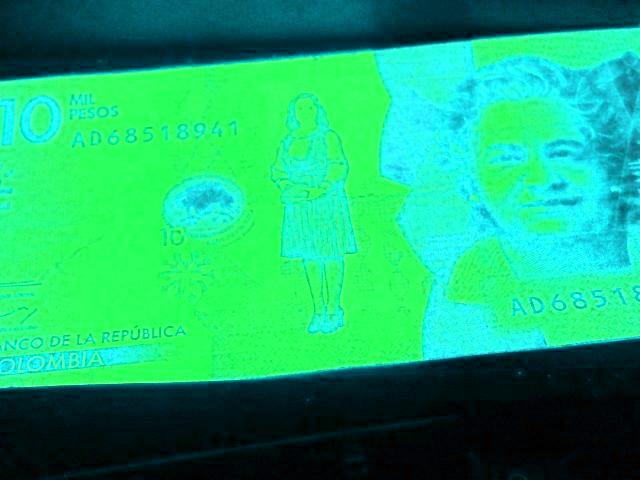 10 MIL
PESOS
AD68518941
10
BANCO DE LA REPÚBLICA
COLOMBIA
AD68518